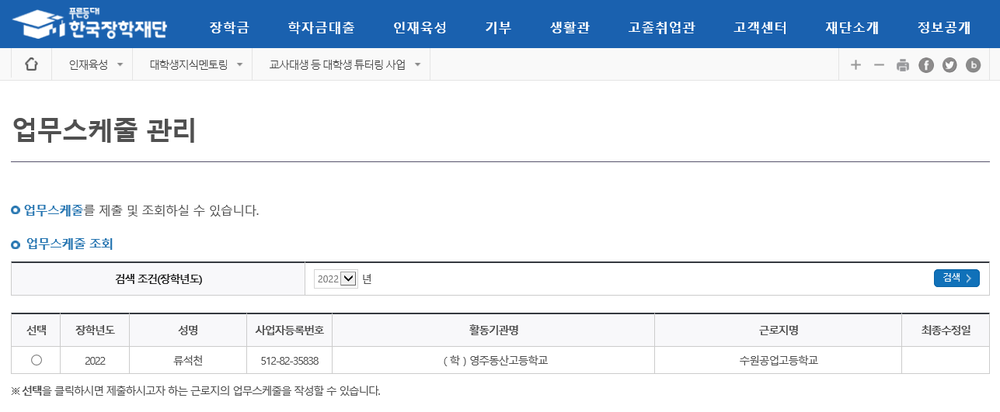 푸른등대
한국장학재단
장학금 학자금대출 인재육성 기부 생활관 고졸취업관 고객센터 재단소개 정보공개
인재육성 대학생지식멘토링 교사대생 등 대학생 튜터링 사업
업무스케줄 관리
업무스케줄를 제출 및 조회하실 수 있습니다.
업무스케줄 조회
검색 조건(장학년도) 2022 년 검색
선택 장학년도 성명 사업자등록번호 활동기관명 근로지명 최종수정일
2022 류석천 512-82-35838 ( 학 ) 영주동산고등학교 수원공업고등학교
※ 선택을 클릭하시면 제출하시고자 하는 근로지의 업무스케줄을 작성할 수 있습니다.